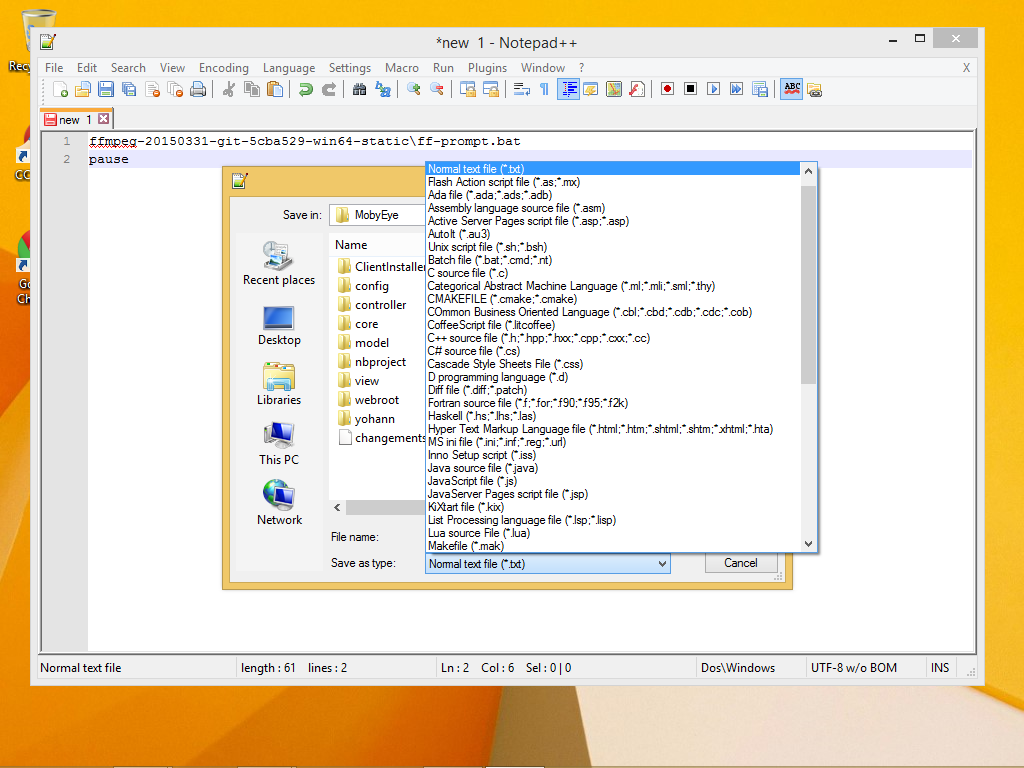 *new 1 - Notepad++
File Edit Search View Encoding Language Settings Macro Run Plugins Window ? X
ABC
new 1
1 ffmpeg-20150331-git-5cba529-win64-static\ff-prompt.bat
2 pause
Save in: MobyEye
Recent places
Desktop
Libraries
This PC
Network
Name
ClientInstaller
config
controller
core
model
nbproject
view
webroot
yohann
changements
Normal text file (*.txt)
Flash Action script file (*.as;*.mx)
Ada file (*.ada;*.ads;*.adb)
Assembly language source file (*.asm)
Active Server Pages script file (*.asp;*.asp)
AutoIt (*.au3)
Unix script file (*.sh;*.bsh)
Batch file (*.bat;*.cmd;*.nt)
C source file (*.c)
Categorical Abstract Machine Language (*.ml;*.mli;*.sml;*.thy)
CMAKEFILE (*.cmake;*.cmake)
COmmon Business Oriented Language (*.cbl;*.cbd;*.cdb;*.cdc;*.cob)
CoffeeScript file (*.litcoffee)
C++ source file (*.h;*.hpp;*.hxx;*.cpp;*.cxx;*.cc)
C# source file (*.cs)
Cascade Style Sheets File (*.css)
D programming language (*.d)
Diff file (*.diff;*.patch)
Fortran source file (*.f;*.for;*.f90;*.f95;*.f2k)
Haskell (*.hs;*.lhs;*.las)
Hyper Text Markup Language file (*.html;*.htm;*.shtml;*.shtm;*.xhtml;*.hta)
MS ini file (*.ini;*.inf;*.reg;*.url)
Inno Setup script (*.iss)
Java source file (*.java)
JavaScript file (*.js)
JavaServer Pages script file (*.jsp)
KiXtart file (*.kix)
List Processing language file (*.lsp;*.lisp)
Lua source File (*.lua)
Makefile (*.mak)
File name:
Save as type: Normal text file (*.txt) Cancel
Normal text file length : 61 lines : 2 Ln : 2 Col : 6 Sel : 0 | 0 Dos\Windows UTF-8 w/o BOM INS